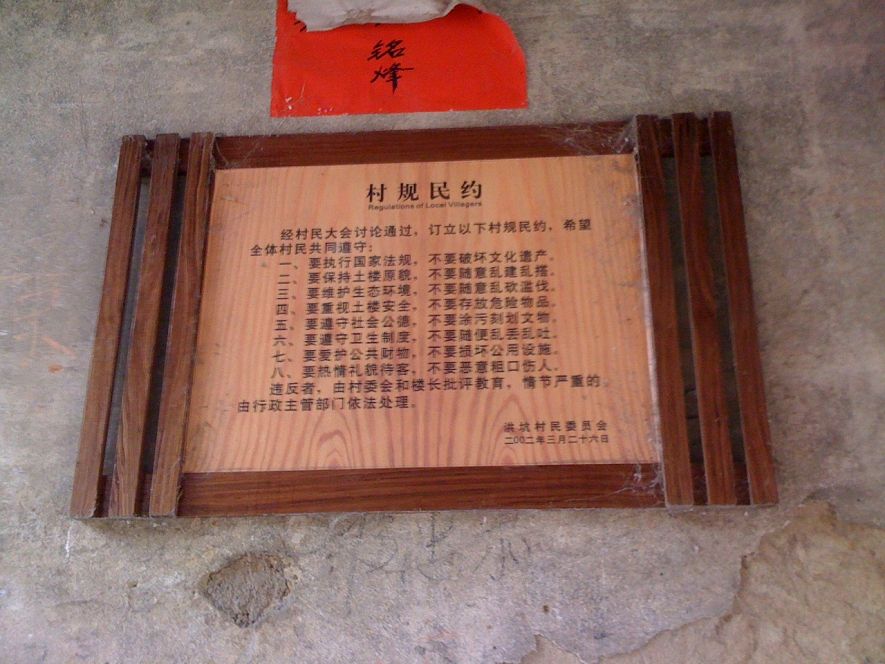 铭
烽
村规民约
Regulations of Local Villagers
经村民大会讨论通过，订立以下村规民约，希望
全体村民共同遵守：
一、要执行国家法规，不要破坏文化遗产。
二、要保持土楼原貌，不要随意乱建乱搭。
三、要维护生态环境，不要随意乱砍滥伐。
四、要重视土楼安全，不要存放危险物品。
五、要遵守社会公德，不要涂污刻划文物。
六、要遵守卫生制度，不要随便乱丢乱吐。
七、要爱护公共财物，不要损坏公用设施。
八、要热情礼貌待客，不要恶意粗口伤人。
违反者，由村委会和楼长批评教育，情节严重的，
由行政主管部门依法处理。
洪坑村民委员会
二00二年三月二十六日